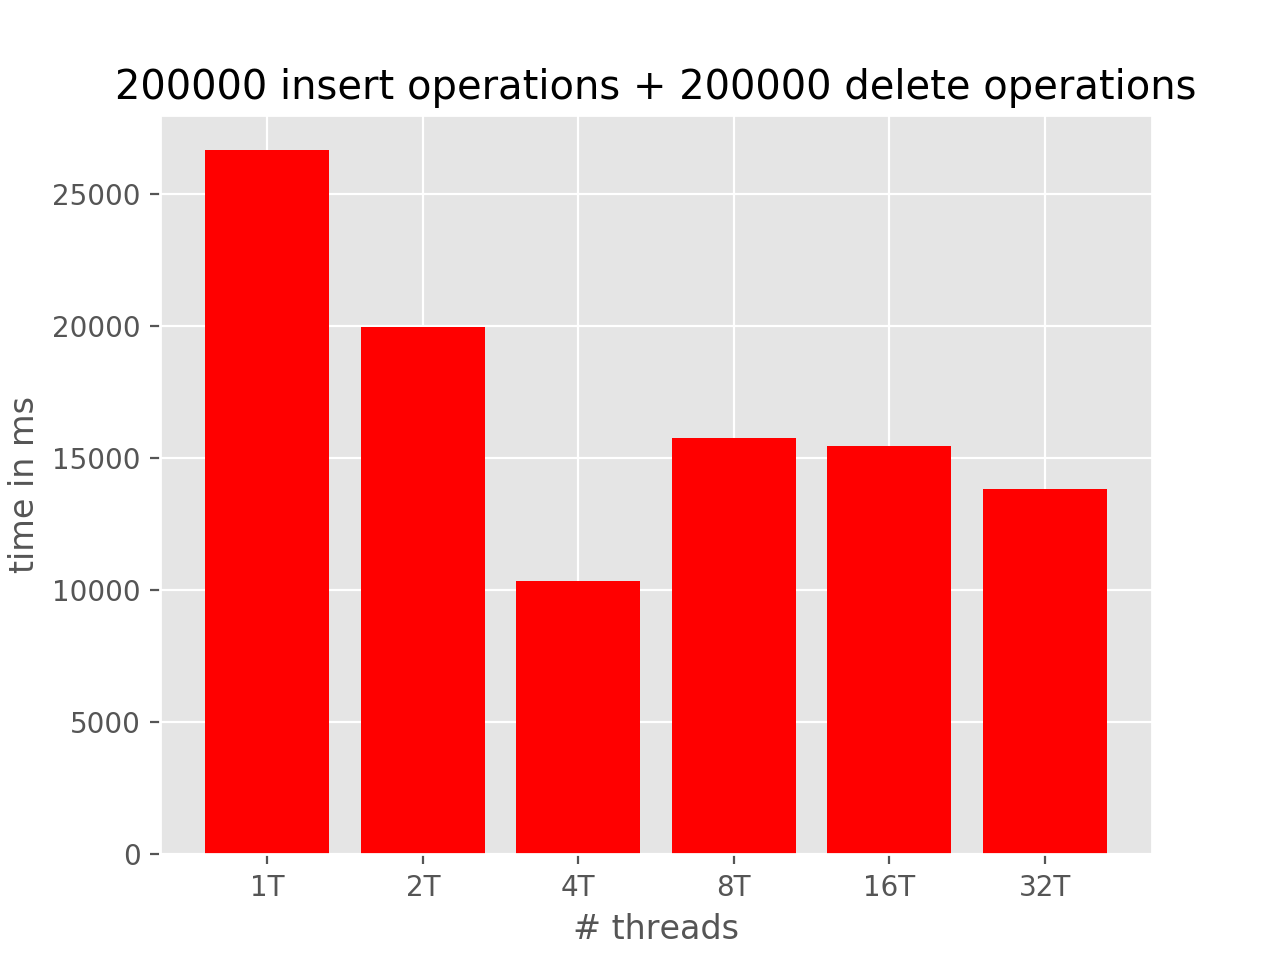 200000 insert operations + 200000 delete operations
25000
20000
15000
10000
5000
0
time in ms
1T 2T 4T 8T 16T 32T
# threads